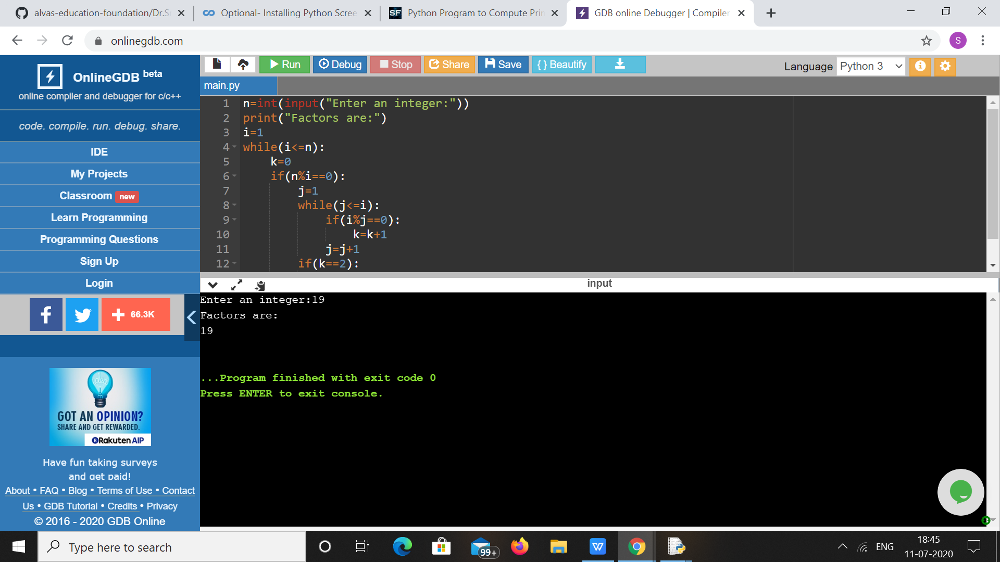 alvas-education-foundation/Dr.S
Optional- Installing Python Scree
SF Python Program to Compute Prin
GDB online Debugger | Compiler
onlinegdb.com
S
OnlineGDB beta
online compiler and debugger for c/c++
code. compile. run. debug. share.
IDE
My Projects
Classroom new
Learn Programming
Programming Questions
Sign Up
Login
f
66.3K
idea
GOT AN OPINION?
SHARE AND GET REWARDED.
Rakuten AIP
Have fun taking surveys
and get paid!
About • FAQ • Blog • Terms of Use • Contact
Us • GDB Tutorial • Credits • Privacy
© 2016 - 2020 GDB Online
Run Debug Stop Share Save { } Beautify
Language Python 3
main.py
1 n=int(input("Enter an integer:"))
2 print("Factors are:")
3 i=1
4 while(i<=n):
5     k=0
6     if(n%i==0):
7         j=1
8         while(j<=i):
9             if(i%j==0):
10                 k=k+1
11             j=j+1
12         if(k==2):
input
Enter an integer:19
Factors are:
19
...Program finished with exit code 0
Press ENTER to exit console.
Type here to search
99+
W
ENG
18:45
11-07-2020